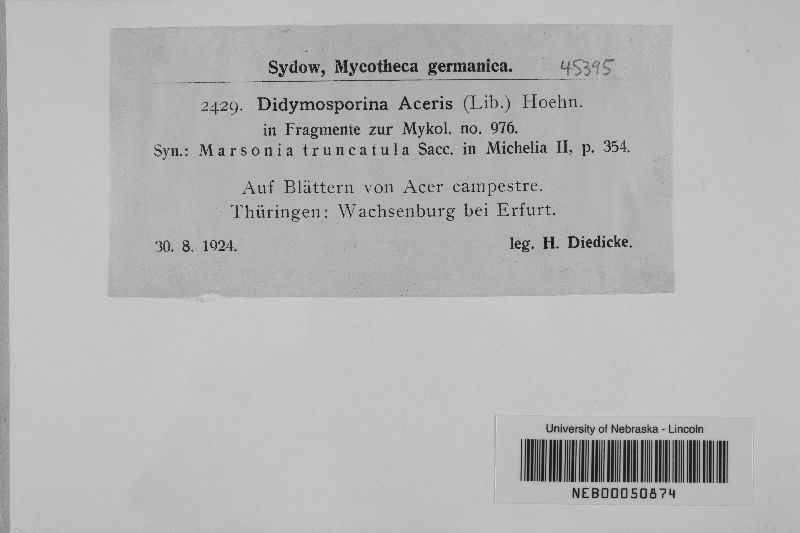 Sydow, Mycotheca germanica. 45395
2429. Didymosporina Aceris (Lib.) Hoehn.
in Fragmente zur Mykol. no. 976.
Syn.: Marsonia truncatula Sacc. in Michelia II, p. 354.
Auf Blättern von Acer campestre.
Thüringen: Wachsenburg bei Erfurt.
30. 8. 1924. leg. H. Diedicke.
University of Nebraska - Lincoln
NEB00050874